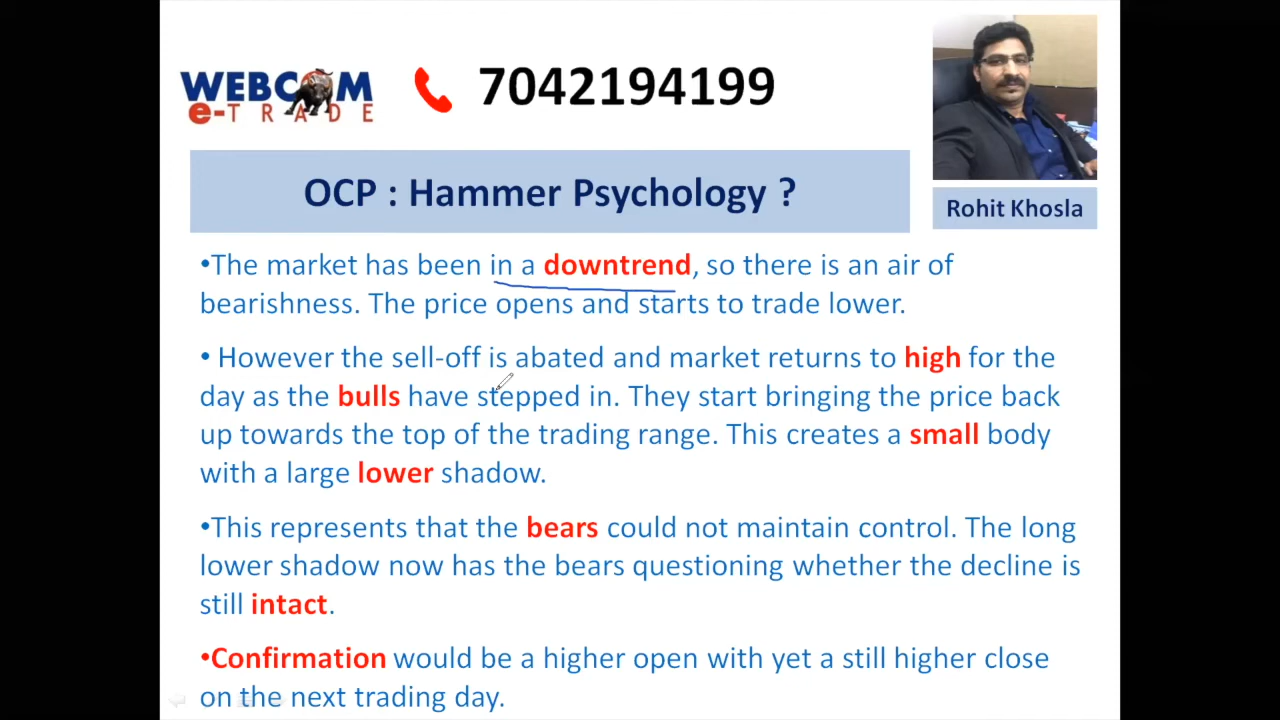 WEBCOM
e-TRADE
7042194199
Rohit Khosla
OCP : Hammer Psychology ?
•The market has been in a downtrend, so there is an air of
bearishness. The price opens and starts to trade lower.
• However the sell-off is abated and market returns to high for the
day as the bulls have stepped in. They start bringing the price back
up towards the top of the trading range. This creates a small body
with a large lower shadow.
•This represents that the bears could not maintain control. The long
lower shadow now has the bears questioning whether the decline is
still intact.
•Confirmation would be a higher open with yet a still higher close
on the next trading day.